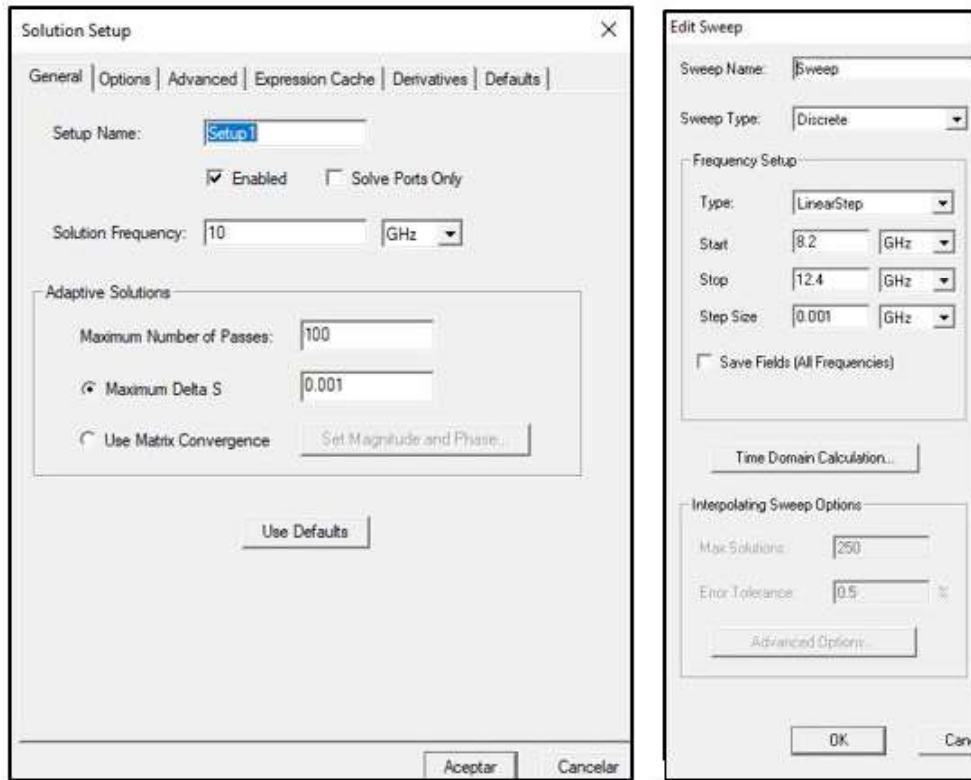 Solution Setup
General Options Advanced Expression Cache Derivatives Defaults
Setup Name: Setup1
Enabled Solve Ports Only
Solution Frequency: 10 GHz
Adaptive Solutions
Maximum Number of Passes: 100
Maximum Delta S 0.001
Use Matrix Convergence Set Magnitude and Phase...
Use Defaults
Aceptar Cancelar
Edit Sweep
Sweep Name: Sweep
Sweep Type: Discrete
Frequency Setup
Type: LinearStep
Start 8.2 GHz
Stop 12.4 GHz
Step Size 0.001 GHz
Save Fields (All Frequencies)
Time Domain Calculation...
Interpolating Sweep Options
Max Solutions: 250
Error Tolerance: 0.5 %
Advanced Options...
OK Can